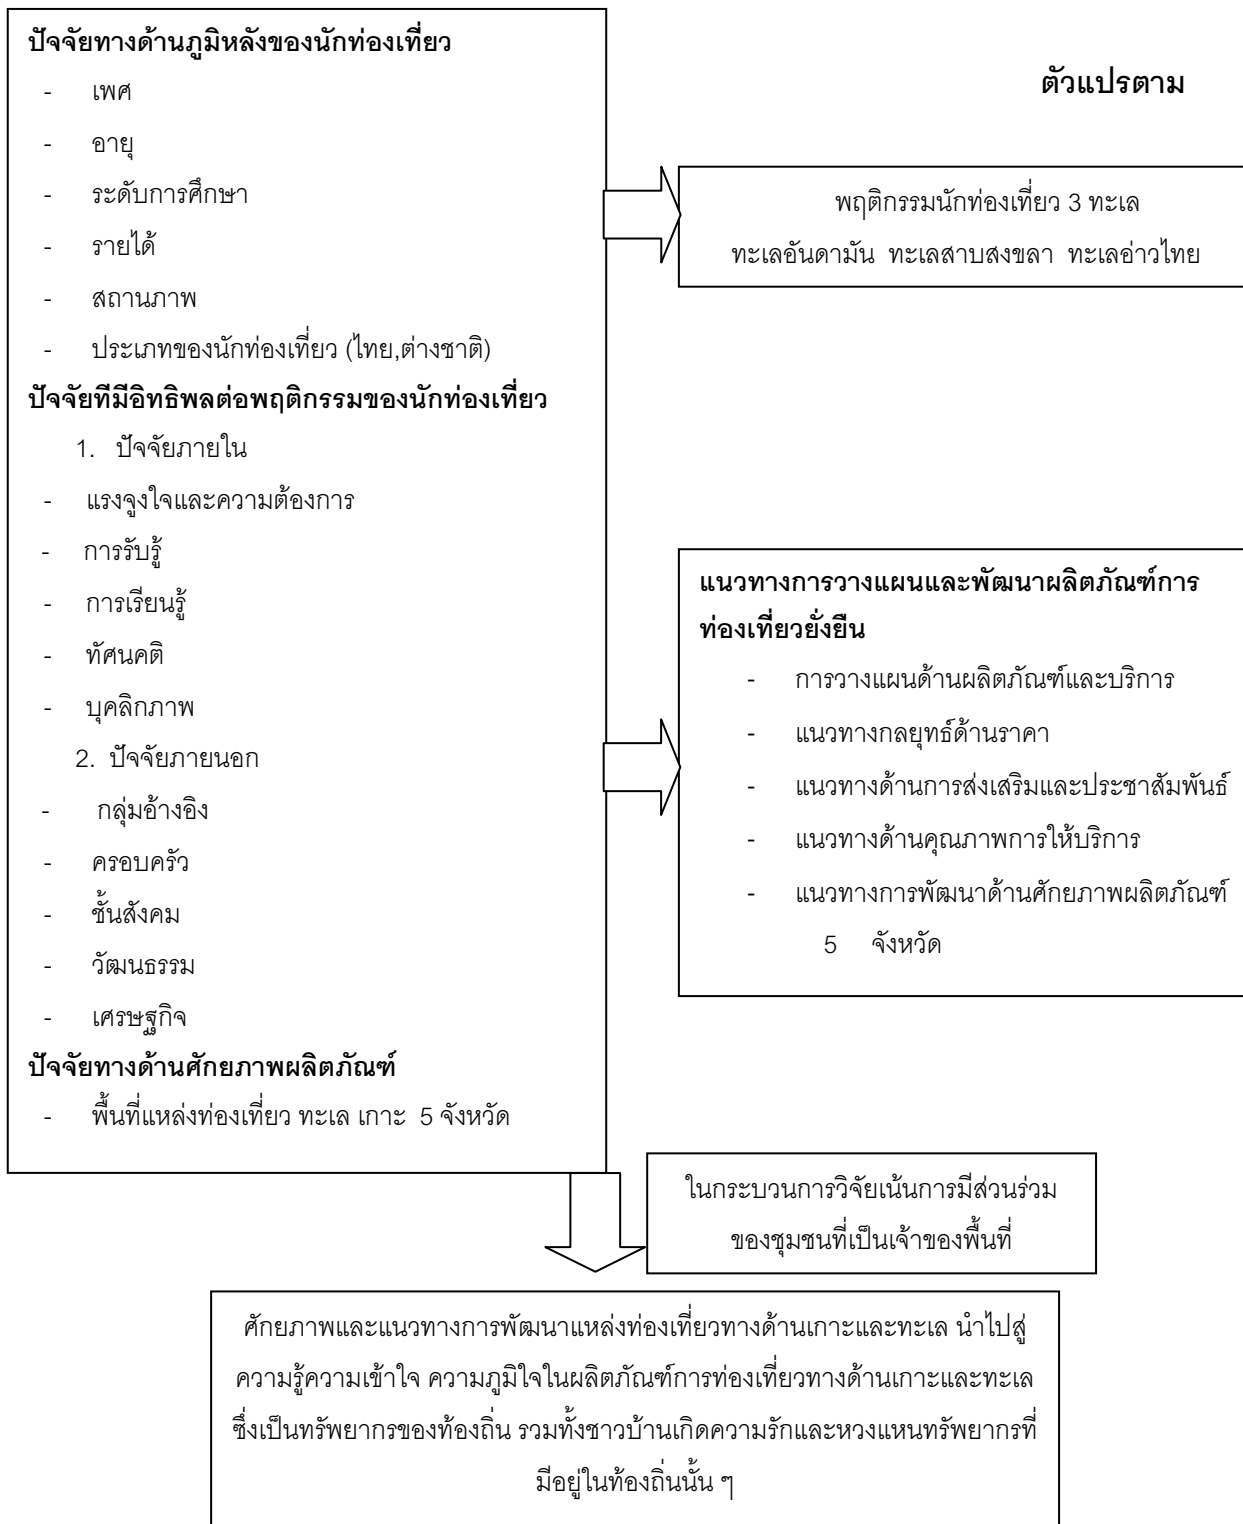 ปัจจัยทางด้านภูมิหลังของนักท่องเที่ยว
- เพศ
- อายุ
- ระดับการศึกษา
- รายได้
- สถานภาพ
- ประเภทของนักท่องเที่ยว (ไทย,ต่างชาติ)
ปัจจัยทีมีอิทธิพลต่อพฤติกรรมของนักท่องเที่ยว
1. ปัจจัยภายใน
- แรงจูงใจและความต้องการ
- การรับรู้
- การเรียนรู้
- ทัศนคติ
- บุคลิกภาพ
2. ปัจจัยภายนอก
- กลุ่มอ้างอิง
- ครอบครัว
- ชั้นสังคม
- วัฒนธรรม
- เศรษฐกิจ
ปัจจัยทางด้านศักยภาพผลิตภัณฑ์
- พื้นที่แหล่งท่องเที่ยว ทะเล เกาะ 5 จังหวัด
ตัวแปรตาม
พฤติกรรมนักท่องเที่ยว 3 ทะเล
ทะเลอันดามัน ทะเลสาบสงขลา ทะเลอ่าวไทย
แนวทางการวางแผนและพัฒนาผลิตภัณฑ์การ
ท่องเที่ยวยั่งยืน
- การวางแผนด้านผลิตภัณฑ์และบริการ
- แนวทางกลยุทธ์ด้านราคา
- แนวทางด้านการส่งเสริมและประชาสัมพันธ์
- แนวทางด้านคุณภาพการให้บริการ
- แนวทางการพัฒนาด้านศักยภาพผลิตภัณฑ์
5 จังหวัด
ในกระบวนการวิจัยเน้นการมีส่วนร่วม
ของชุมชนที่เป็นเจ้าของพื้นที่
ศักยภาพและแนวทางการพัฒนาแหล่งท่องเที่ยวทางด้านเกาะและทะเล นำไปสู่
ความรู้ความเข้าใจ ความภูมิใจในผลิตภัณฑ์การท่องเที่ยวทางด้านเกาะและทะเล
ซึ่งเป็นทรัพยากรของท้องถิ่น รวมทั้งชาวบ้านเกิดความรักและหวงแหนทรัพยากรที่
มีอยู่ในท้องถิ่นนั้น ๆ